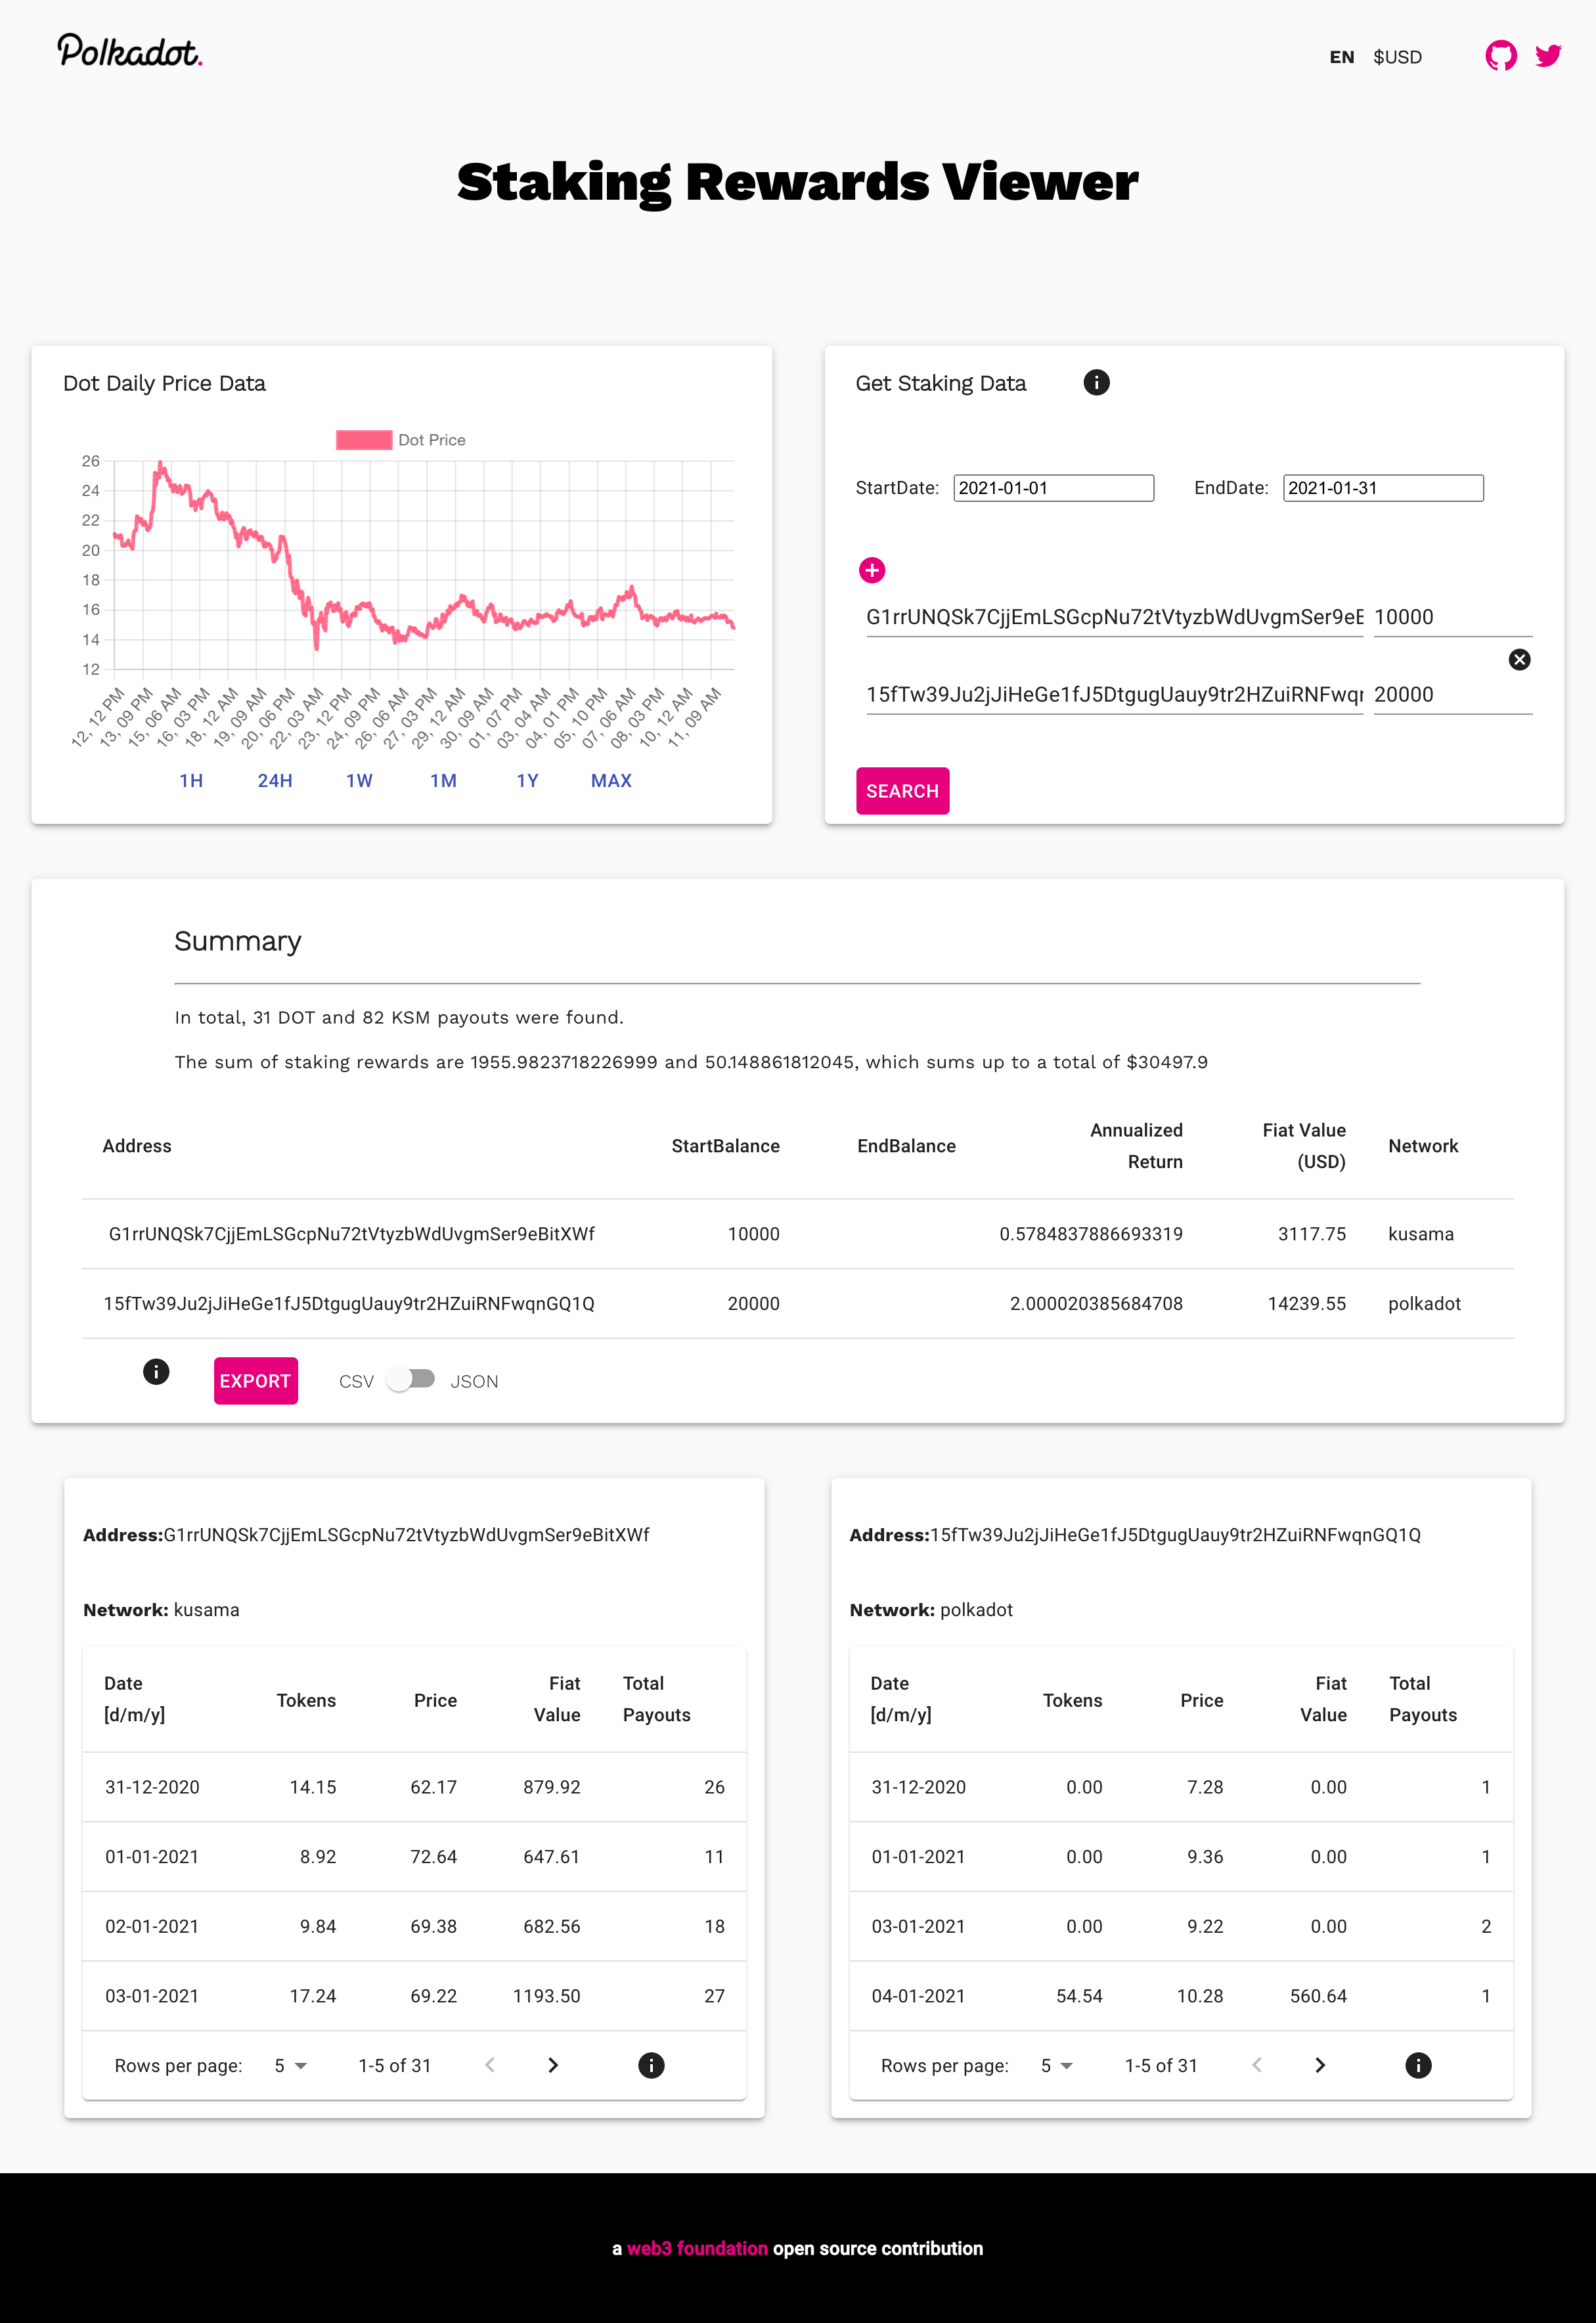 Polkadot.
EN $USD
Staking Rewards Viewer
Dot Daily Price Data
Dot Price
26
24
22
20
18
16
14
12
12, 12 PM
13, 09 PM
15, 06 AM
16, 03 PM
18, 12 AM
19, 09 AM
20, 06 PM
22, 03 AM
23, 12 PM
24, 09 PM
26, 06 AM
27, 03 PM
29, 12 AM
30, 09 AM
01, 07 PM
03, 04 AM
04, 01 PM
05, 10 PM
07, 06 AM
08, 03 PM
10, 12 AM
11, 09 AM
1H 24H 1W 1M 1Y MAX
Get Staking Data
StartDate: 2021-01-01 EndDate: 2021-01-31
G1rrUNQSk7CjjEmLSGcpNu72tVtyzbWdUvgmSer9eE 10000
15fTw39Ju2jJiHeGe1fJ5DtgugUauy9tr2HZuiRNFwqr 20000
SEARCH
Summary
In total, 31 DOT and 82 KSM payouts were found.
The sum of staking rewards are 1955.9823718226999 and 50.148861812045, which sums up to a total of $30497.9
Address StartBalance EndBalance Annualized Return Fiat Value (USD) Network
G1rrUNQSk7CjjEmLSGcpNu72tVtyzbWdUvgmSer9eBitXWf 10000 0.5784837886693319 3117.75 kusama
15fTw39Ju2jJiHeGe1fJ5DtgugUauy9tr2HZuiRNFwqnGQ1Q 20000 2.000020385684708 14239.55 polkadot
EXPORT CSV JSON
Address:G1rrUNQSk7CjjEmLSGcpNu72tVtyzbWdUvgmSer9eBitXWf
Network: kusama
Date [d/m/y] Tokens Price Fiat Value Total Payouts
31-12-2020 14.15 62.17 879.92 26
01-01-2021 8.92 72.64 647.61 11
02-01-2021 9.84 69.38 682.56 18
03-01-2021 17.24 69.22 1193.50 27
Rows per page: 5 1-5 of 31
Address:15fTw39Ju2jJiHeGe1fJ5DtgugUauy9tr2HZuiRNFwqnGQ1Q
Network: polkadot
Date [d/m/y] Tokens Price Fiat Value Total Payouts
31-12-2020 0.00 7.28 0.00 1
01-01-2021 0.00 9.36 0.00 1
03-01-2021 0.00 9.22 0.00 2
04-01-2021 54.54 10.28 560.64 1
Rows per page: 5 1-5 of 31
a web3 foundation open source contribution